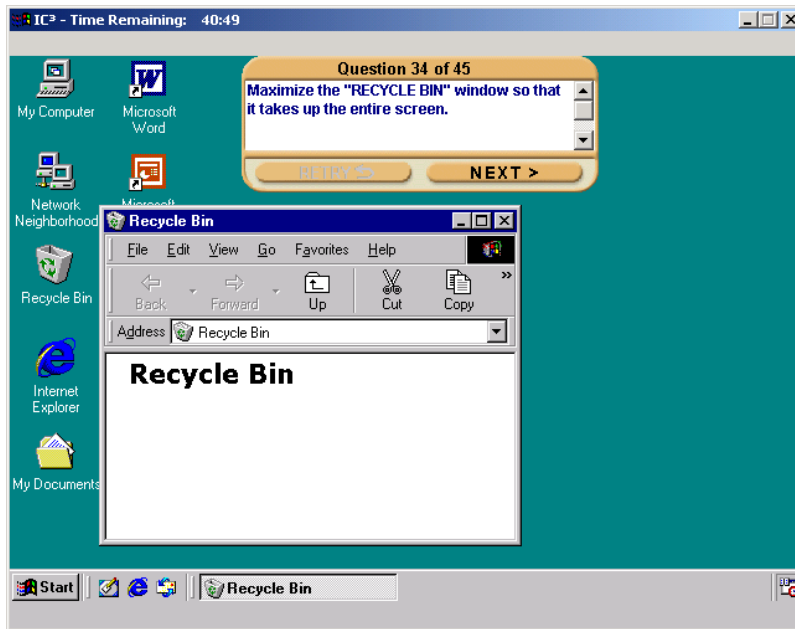 IC³ - Time Remaining: 40:49
Question 34 of 45
Maximize the "RECYCLE BIN" window so that
it takes up the entire screen.
RETRY
NEXT >
My Computer
Microsoft
Word
Network
Neighborhood
Microsoft
Recycle Bin
Internet
Explorer
My Documents
Recycle Bin
File Edit View Go Favorites Help
Back Forward Up Cut Copy »
Address Recycle Bin
Recycle Bin
Start
Recycle Bin